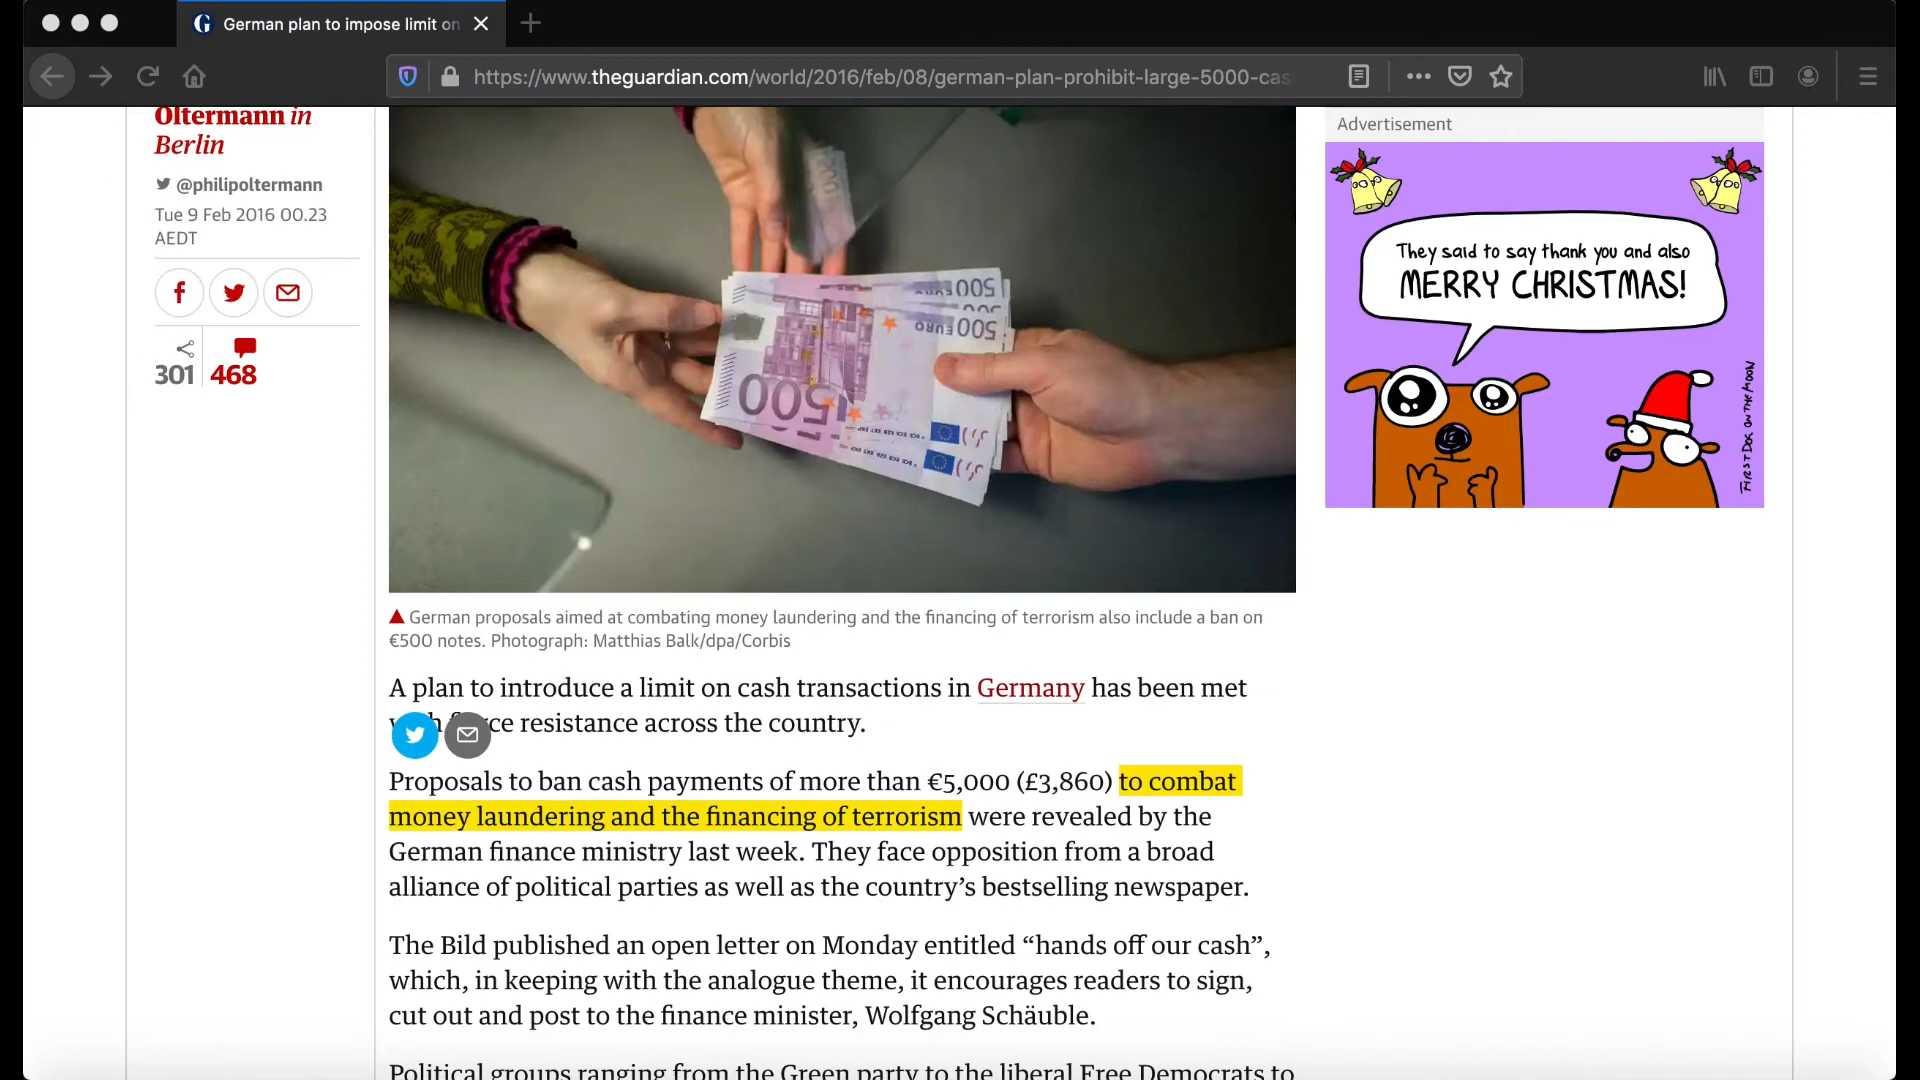 German plan to impose limit on
https://www.theguardian.com/world/2016/feb/08/german-plan-prohibit-large-5000-cas
Oltermann in
Berlin
@philipoltermann
Tue 9 Feb 2016 00.23
AEDT
301
468
500
500
EURO
500
German proposals aimed at combating money laundering and the financing of terrorism also include a ban on
€500 notes. Photograph: Matthias Balk/dpa/Corbis
A plan to introduce a limit on cash transactions in Germany has been met
resistance across the country.
Proposals to ban cash payments of more than €5,000 (£3,860) to combat
money laundering and the financing of terrorism were revealed by the
German finance ministry last week. They face opposition from a broad
alliance of political parties as well as the country’s bestselling newspaper.
The Bild published an open letter on Monday entitled “hands off our cash”,
which, in keeping with the analogue theme, it encourages readers to sign,
cut out and post to the finance minister, Wolfgang Schäuble.
Political groups ranging from the Green party to the liberal Free Democrats to
Advertisement
They said to say thank you and also
MERRY CHRISTMAS!
FIRST DOG ON THE MOON